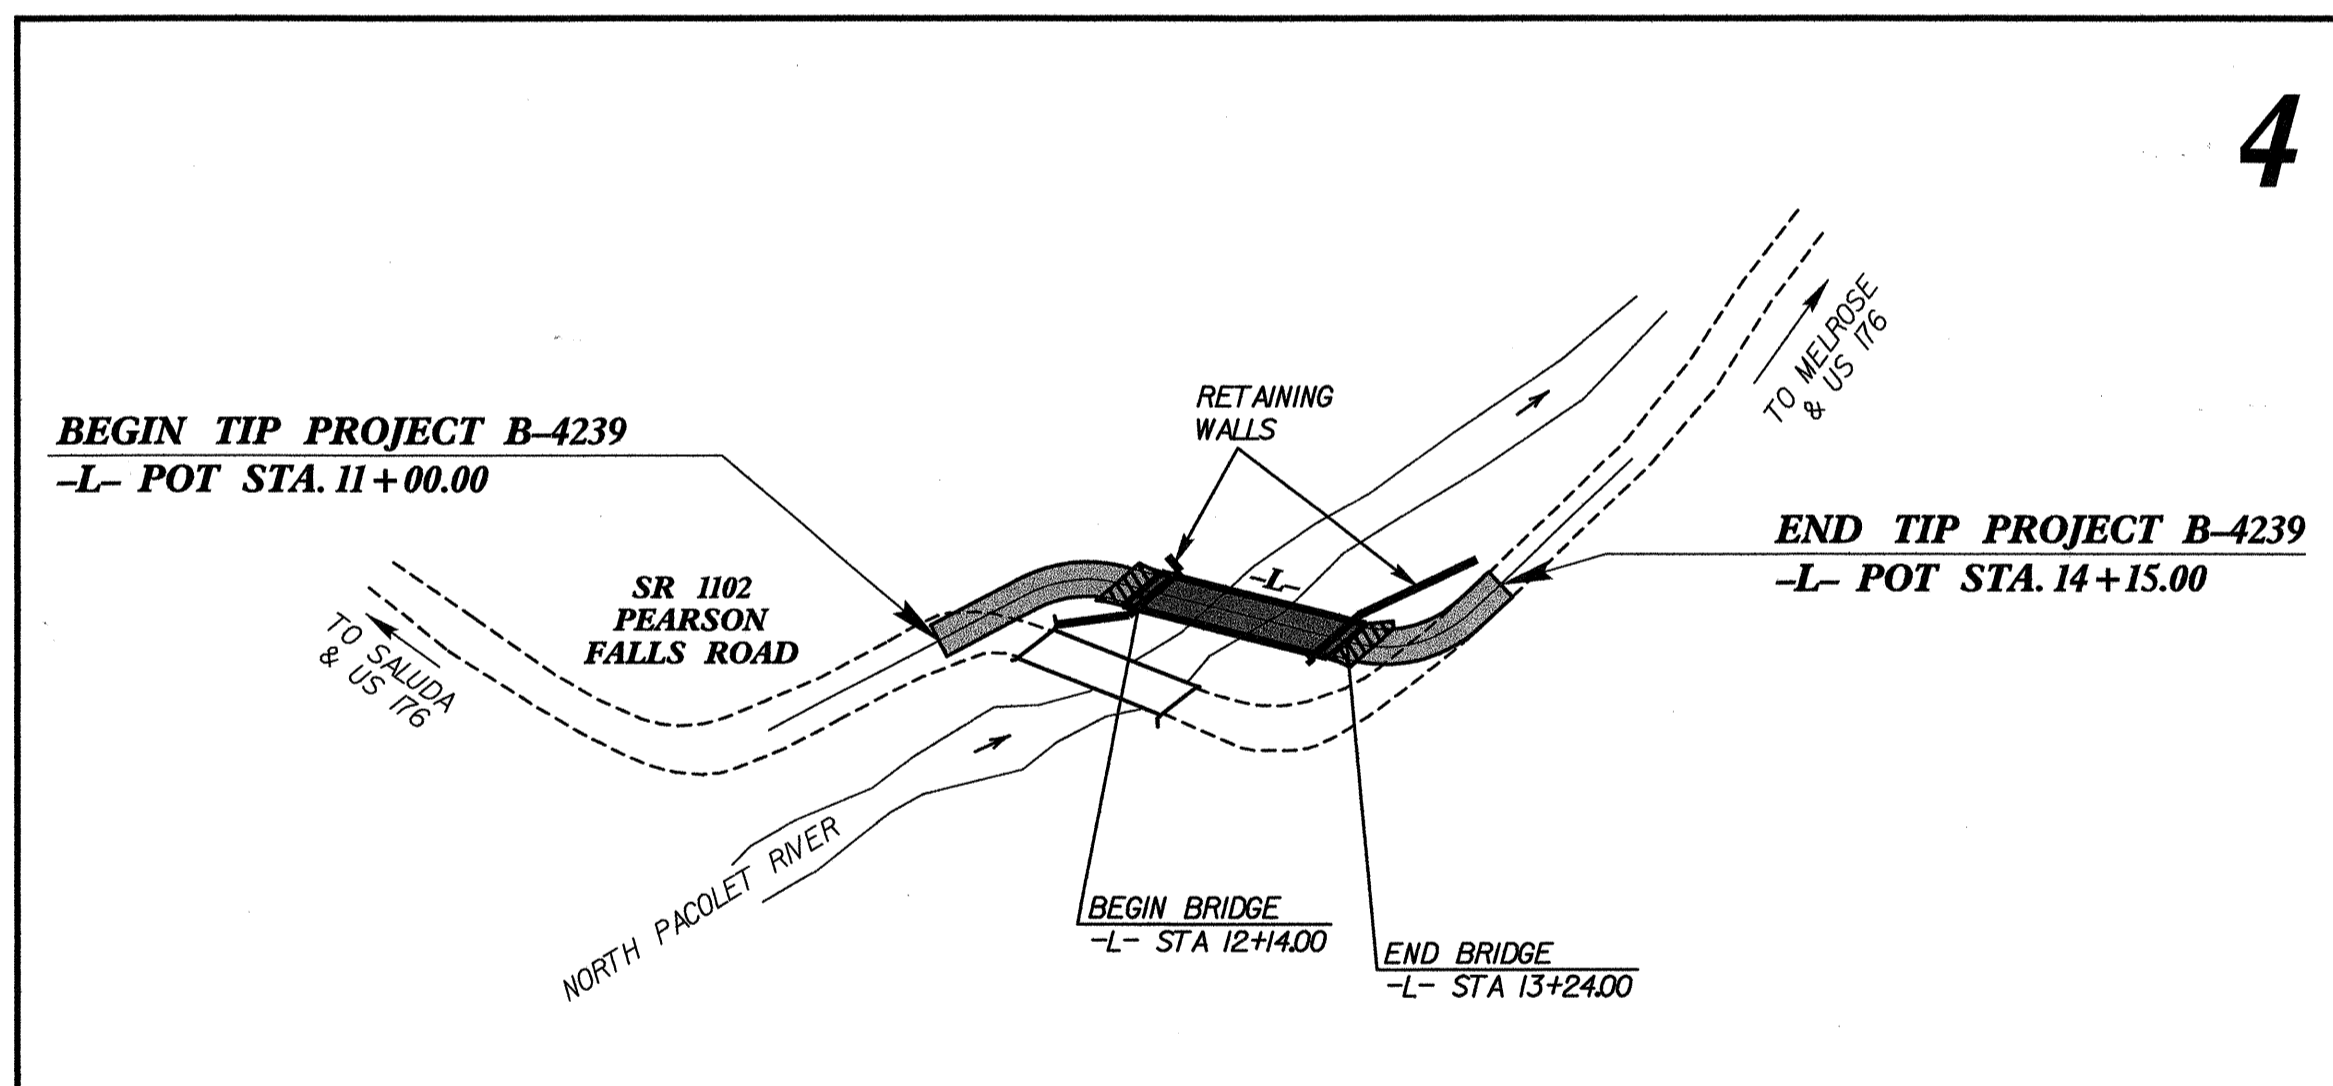 4
RETAINING
WALLS
TO MELROSE
& US 176
BEGIN TIP PROJECT B–4239
–L– POT STA. 11+00.00
END TIP PROJECT B–4239
–L– POT STA. 14+15.00
–L–
SR 1102
PEARSON
FALLS ROAD
TO SALUDA
& US 176
NORTH PACOLET RIVER
BEGIN BRIDGE
–L– STA 12+14.00
END BRIDGE
–L– STA 13+24.00